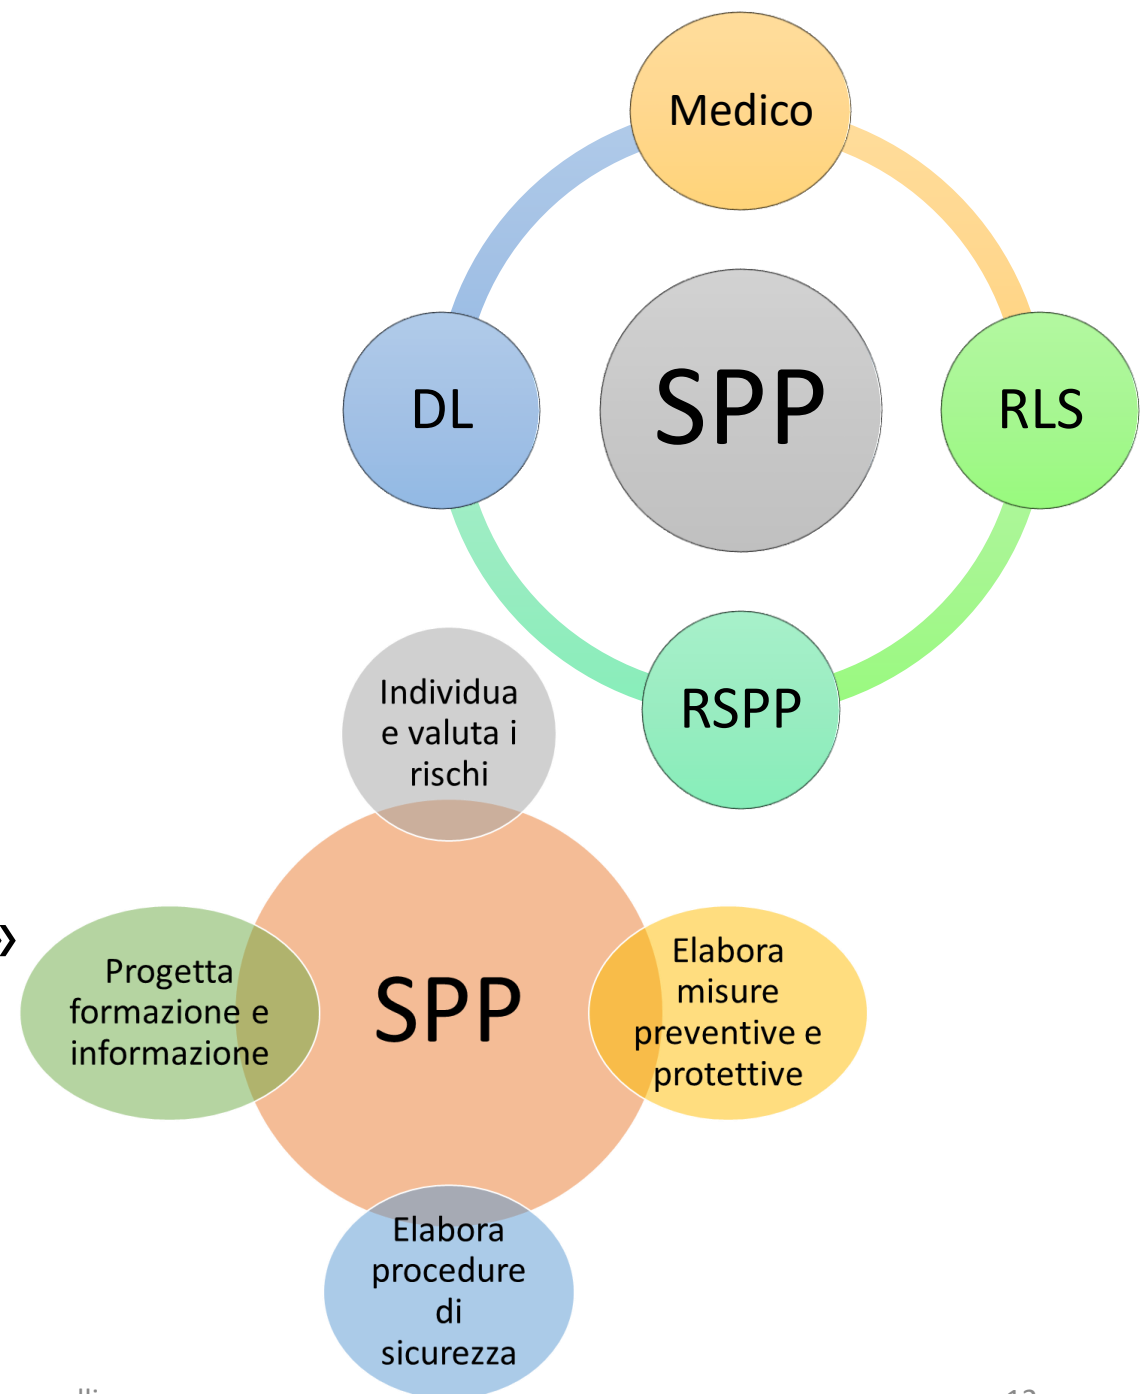 Medico
DL
SPP
RLS
RSPP
Individua
e valuta i
rischi
»
Progetta
formazione e
informazione
SPP
Elabora
misure
preventive e
protettive
Elabora
procedure
di
sicurezza